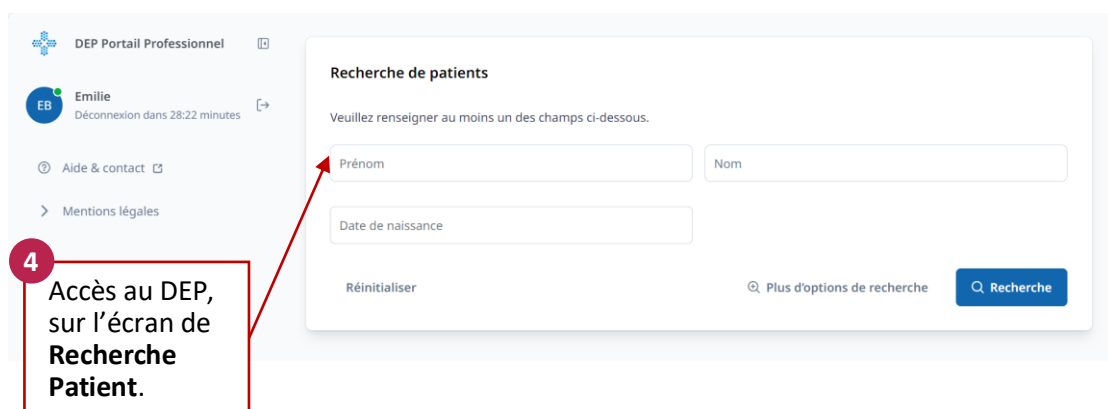 DEP Portail Professionnel
EB
Emilie
Déconnexion dans 28:22 minutes
Aide & contact
Mentions légales
Recherche de patients
Veuillez renseigner au moins un des champs ci-dessous.
Prénom
Nom
Date de naissance
Réinitialiser
Plus d'options de recherche
Recherche
4
Accès au DEP,
sur l’écran de
Recherche
Patient.